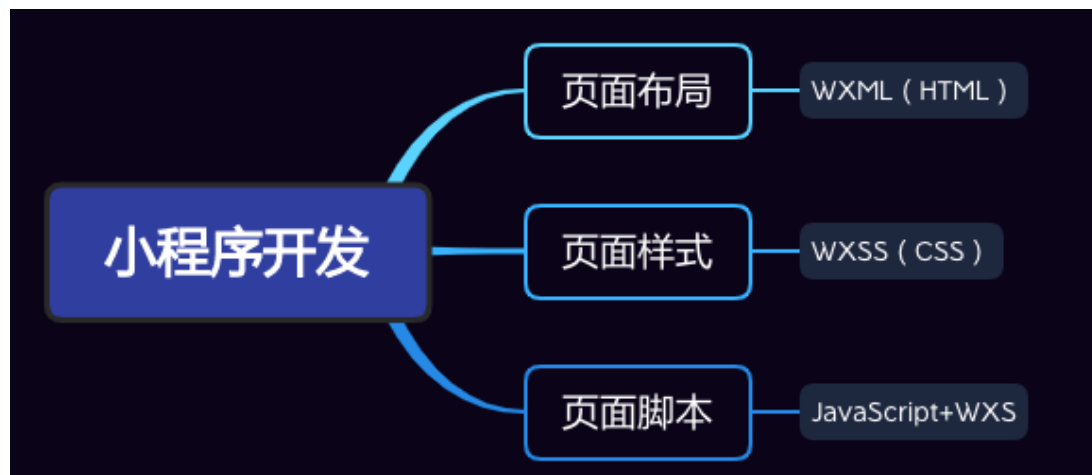 页面布局
WXML（HTML）
小程序开发
页面样式
WXSS（CSS）
页面脚本
JavaScript+WXS